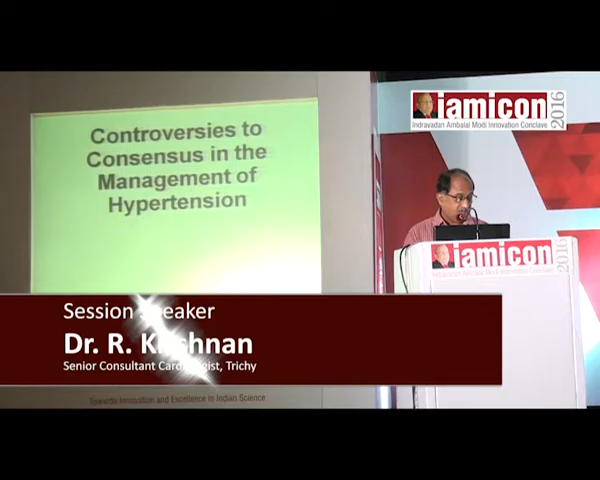 iamicon
2016
Indravadan Ambalal Modi Innovation Conclave
Controversies to
Consensus in the
Management of
Hypertension
iamicon
2016
Session
Dr. R.
Senior Consultant
Trichy
Towards Innovation and Excellence in Indian Science